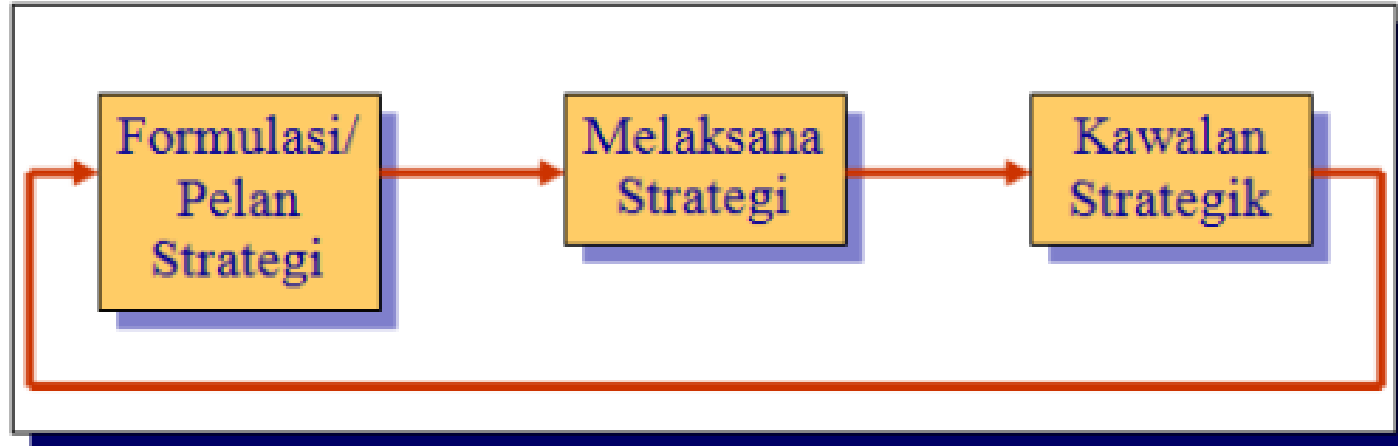 Formulasi/
Pelan
Strategi
Melaksana
Strategi
Kawalan
Strategik